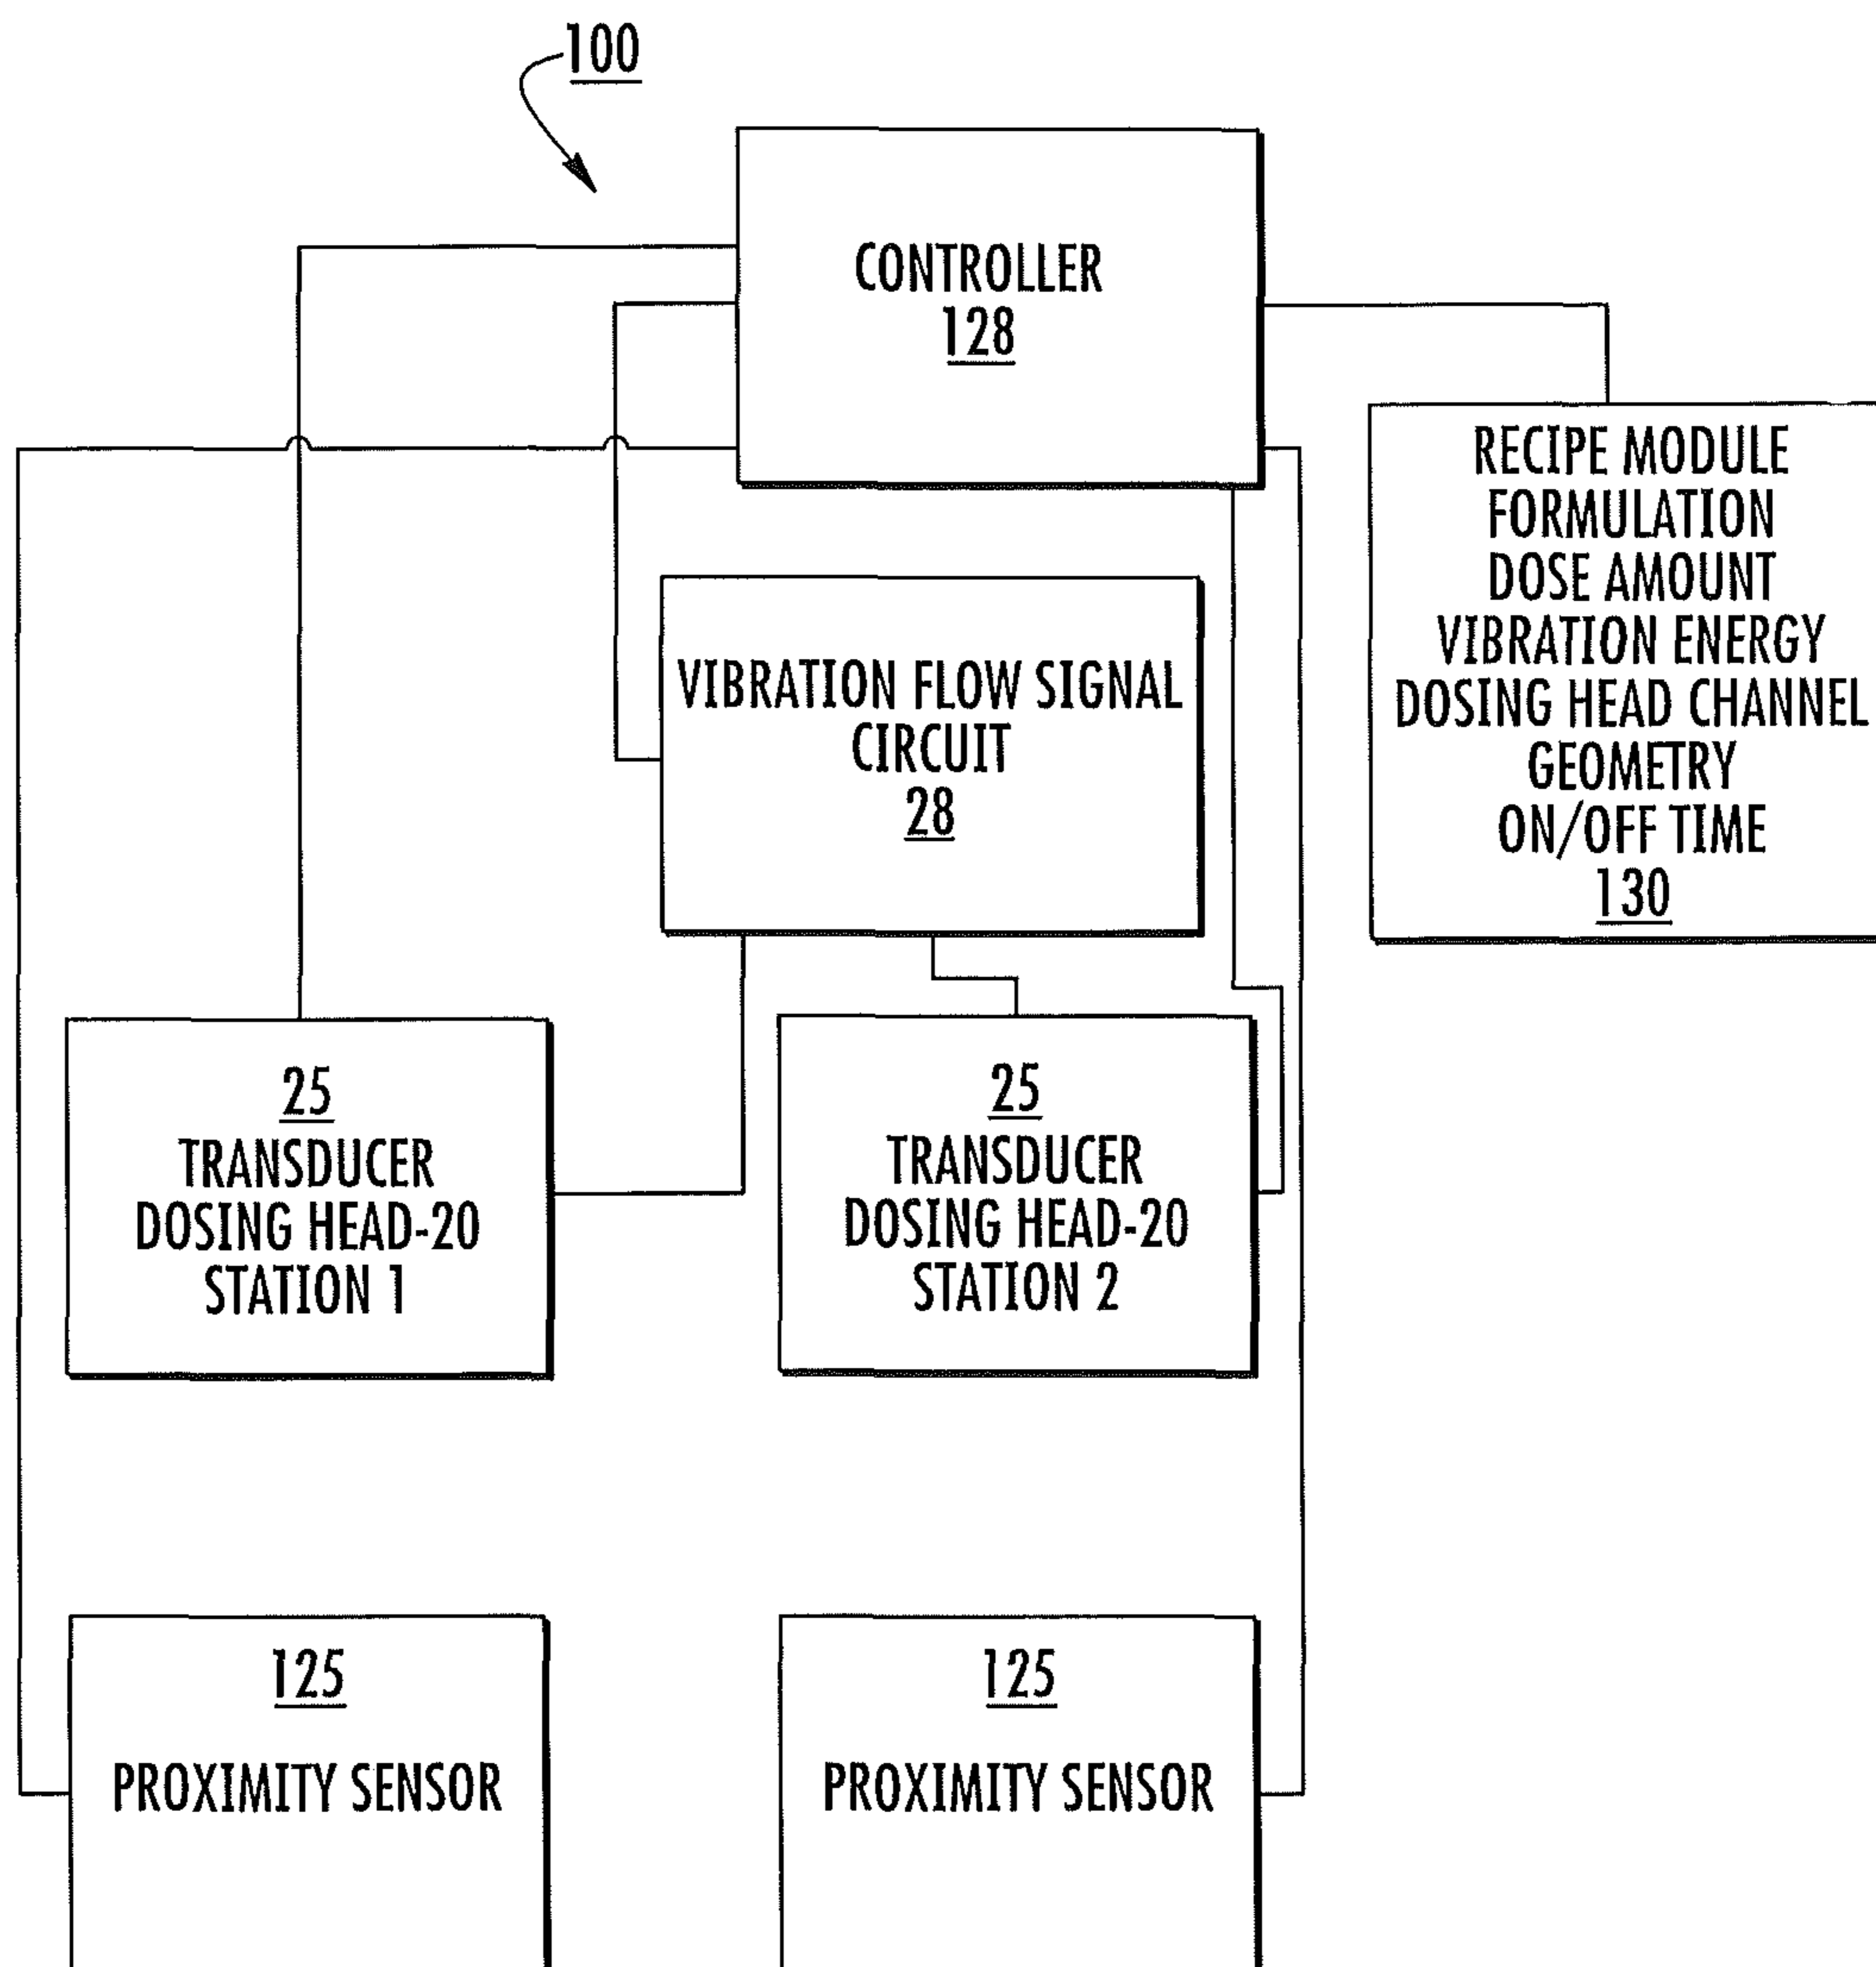 100
CONTROLLER
128
RECIPE MODULE
FORMULATION
DOSE AMOUNT
VIBRATION ENERGY
DOSING HEAD CHANNEL
GEOMETRY
ON/OFF TIME
130
VIBRATION FLOW SIGNAL
CIRCUIT
28
25
TRANSDUCER
DOSING HEAD-20
STATION 1
25
TRANSDUCER
DOSING HEAD-20
STATION 2
125
PROXIMITY SENSOR
125
PROXIMITY SENSOR